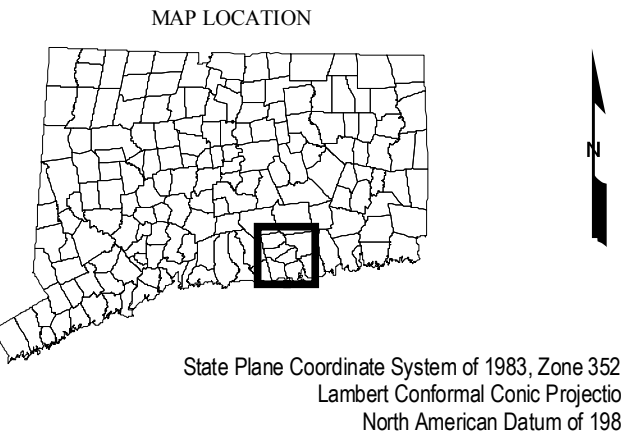 MAP LOCATION
N
State Plane Coordinate System of 1983, Zone 352
Lambert Conformal Conic Projectio
North American Datum of 198